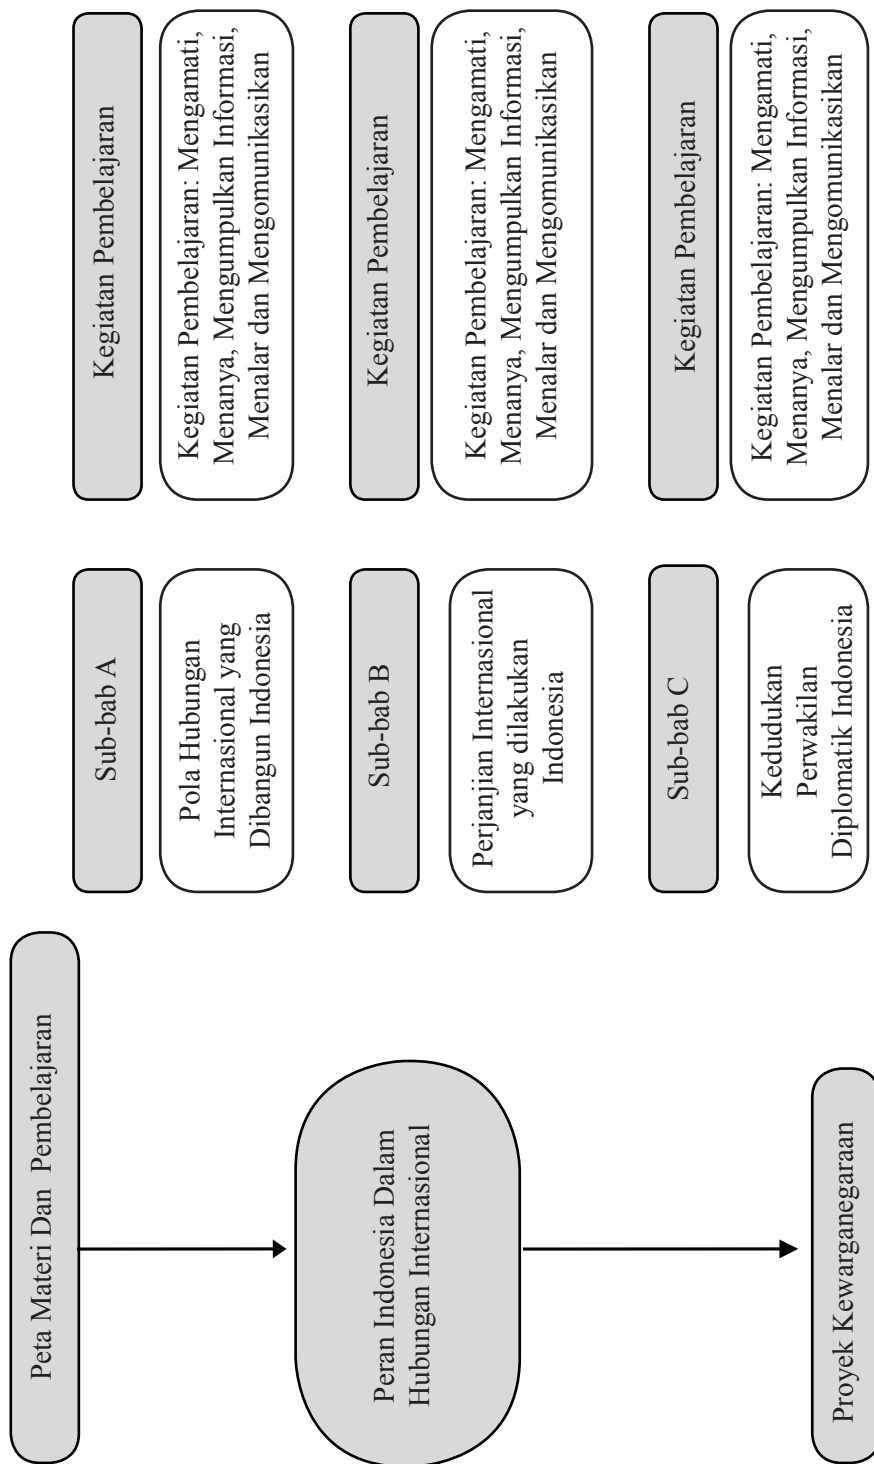 Peta Materi Dan Pembelajaran
Peran Indonesia Dalam
Hubungan Internasional
Proyek Kewarganegaraan
Sub-bab A
Pola Hubungan
Internasional yang
Dibangun Indonesia
Kegiatan Pembelajaran
Kegiatan Pembelajaran: Mengamati,
Menanya, Mengumpulkan Informasi,
Menalar dan Mengomunikasikan
Sub-bab B
Perjanjian Internasional
yang dilakukan
Indonesia
Kegiatan Pembelajaran
Kegiatan Pembelajaran: Mengamati,
Menanya, Mengumpulkan Informasi,
Menalar dan Mengomunikasikan
Sub-bab C
Kedudukan
Perwakilan
Diplomatik Indonesia
Kegiatan Pembelajaran
Kegiatan Pembelajaran: Mengamati,
Menanya, Mengumpulkan Informasi,
Menalar dan Mengomunikasikan